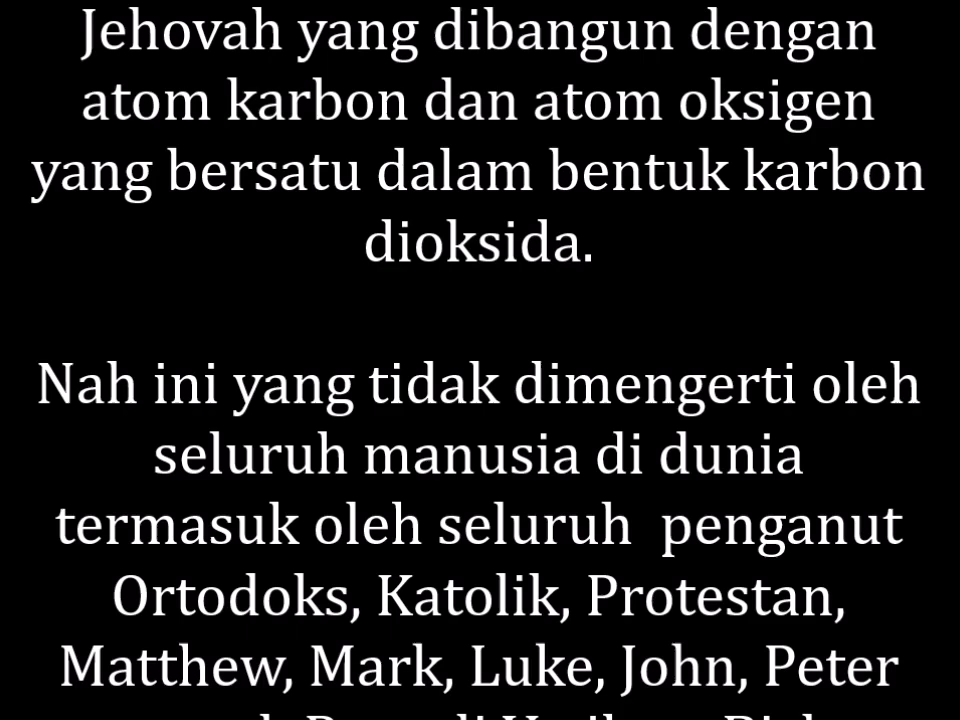 Jehovah yang dibangun dengan
atom karbon dan atom oksigen
yang bersatu dalam bentuk karbon
dioksida.
Nah ini yang tidak dimengerti oleh
seluruh manusia di dunia
termasuk oleh seluruh penganut
Ortodoks, Katolik, Protestan,
Matthew, Mark, Luke, John, Peter